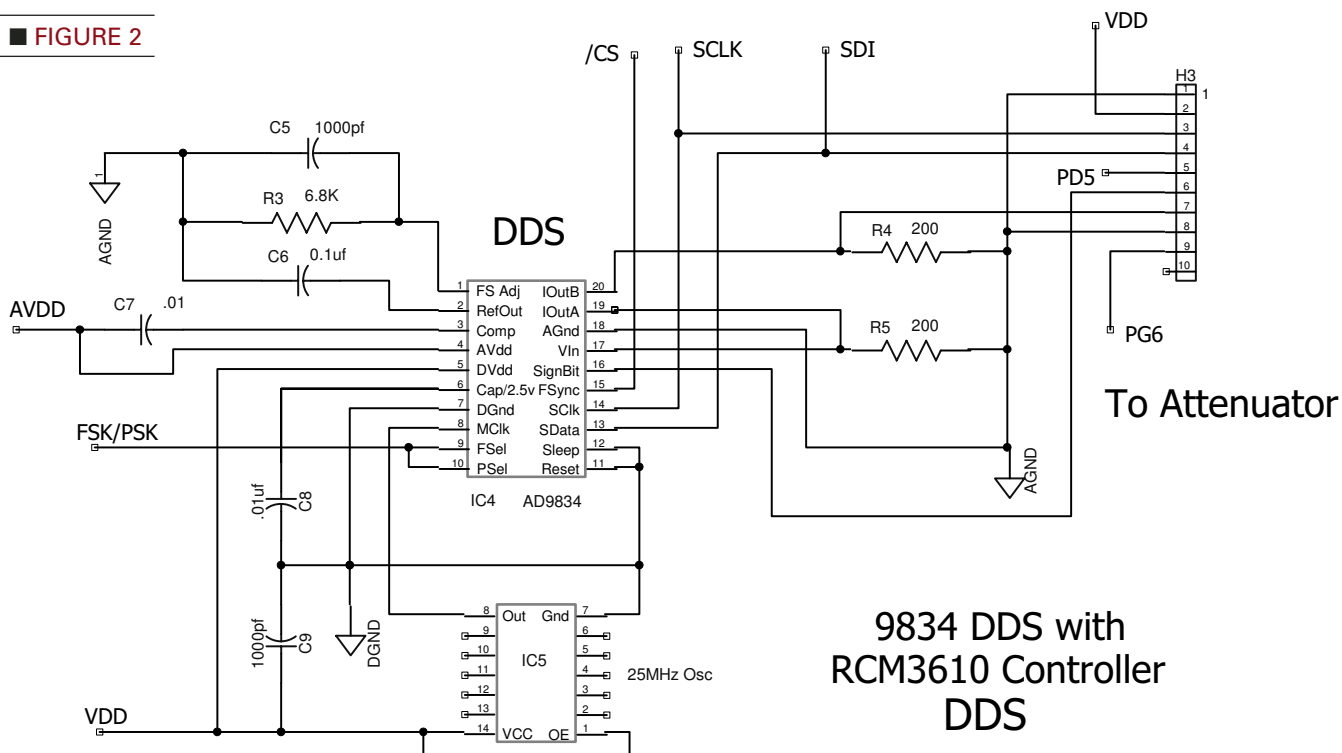 ■ FIGURE 2
/CS
SCLK
SDI
VDD
H3
1
1
2
3
4
5
6
7
8
9
10
C5 1000pf
R3 6.8K
C6 0.1uf
1
AGND
DDS
PD5
R4 200
R5 200
PG6
AVDD
C7 .01
1 FS Adj IOutB 20
2 RefOut IOutA 19
3 Comp AGnd 18
4 AVdd VIn 17
5 DVdd SignBit 16
6 Cap/2.5v FSync 15
7 DGnd SClk 14
8 MClk SData 13
9 FSel Sleep 12
10 PSel Reset 11
IC4 AD9834
To Attenuator
AGND
FSK/PSK
.01uf
C8
1000pf
C9
DGND
8 Out Gnd 7
9 6
10 IC5 5
11 4
12 3
13 2
14 VCC OE 1
25MHz Osc
VDD
9834 DDS with
RCM3610 Controller
DDS